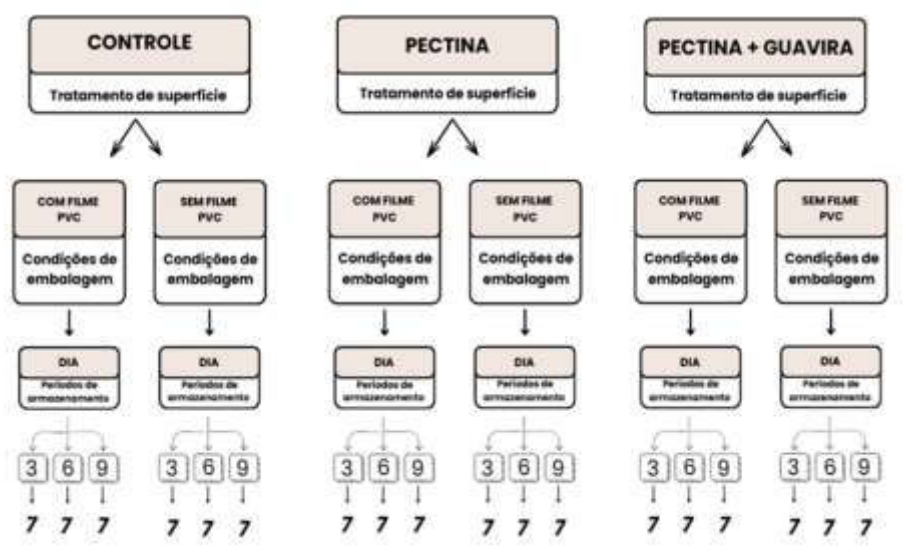 CONTROLE
Tratamento de superfície
PECTINA
Tratamento de superfície
PECTINA + GUAVIRA
Tratamento de superfície
COM FILME
PVC
Condições de
embalagem
SEM FILME
PVC
Condições de
embalagem
COM FILME
PVC
Condições de
embalagem
SEM FILME
PVC
Condições de
embalagem
COM FILME
PVC
Condições de
embalagem
SEM FILME
PVC
Condições de
embalagem
DIA
Períodos de
armazenamento
DIA
Períodos de
armazenamento
DIA
Períodos de
armazenamento
DIA
Períodos de
armazenamento
DIA
Períodos de
armazenamento
DIA
Períodos de
armazenamento
3 6 9
3 6 9
3 6 9
3 6 9
3 6 9
3 6 9
7 7 7
7 7 7
7 7 7
7 7 7
7 7 7
7 7 7